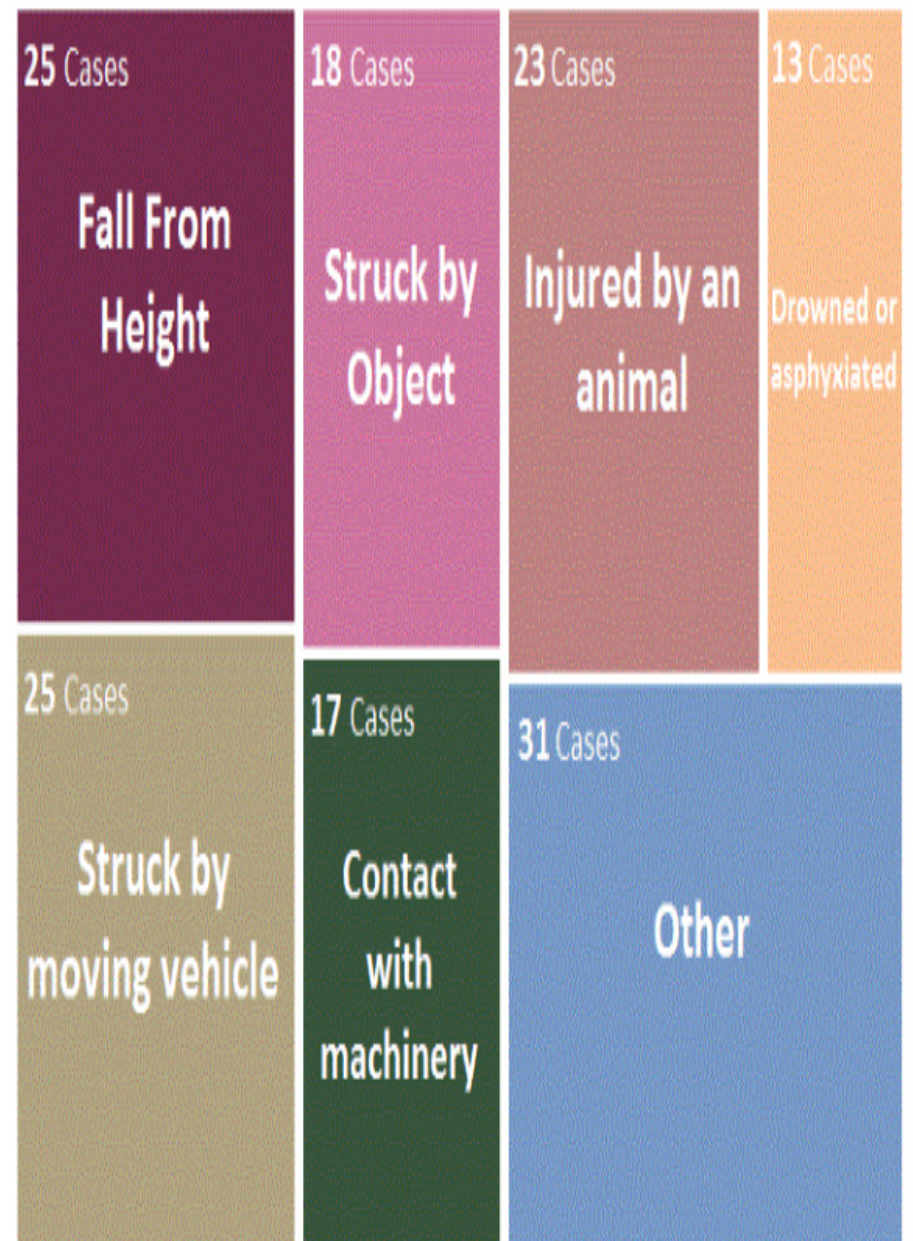 25 Cases
Fall From
Height
18 Cases
Struck by
Object
23 Cases
Injured by an
animal
13 Cases
Drowned or
asphyxiated
25 Cases
Struck by
moving vehicle
17 Cases
Contact
with
machinery
31 Cases
Other